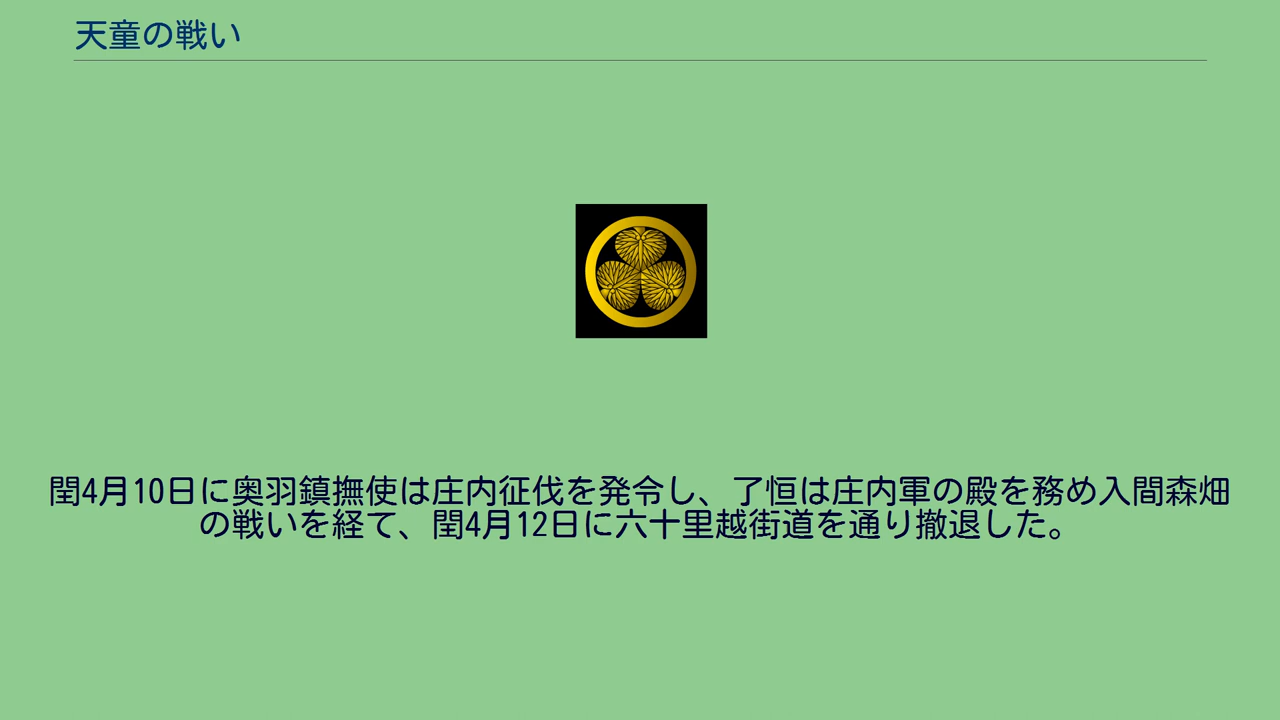 天童の戦い
閏4月10日に奥羽鎮撫使は庄内征伐を発令し、了恒は庄内軍の殿を務め入間森畑
の戦いを経て、閏4月12日に六十里越街道を通り撤退した。